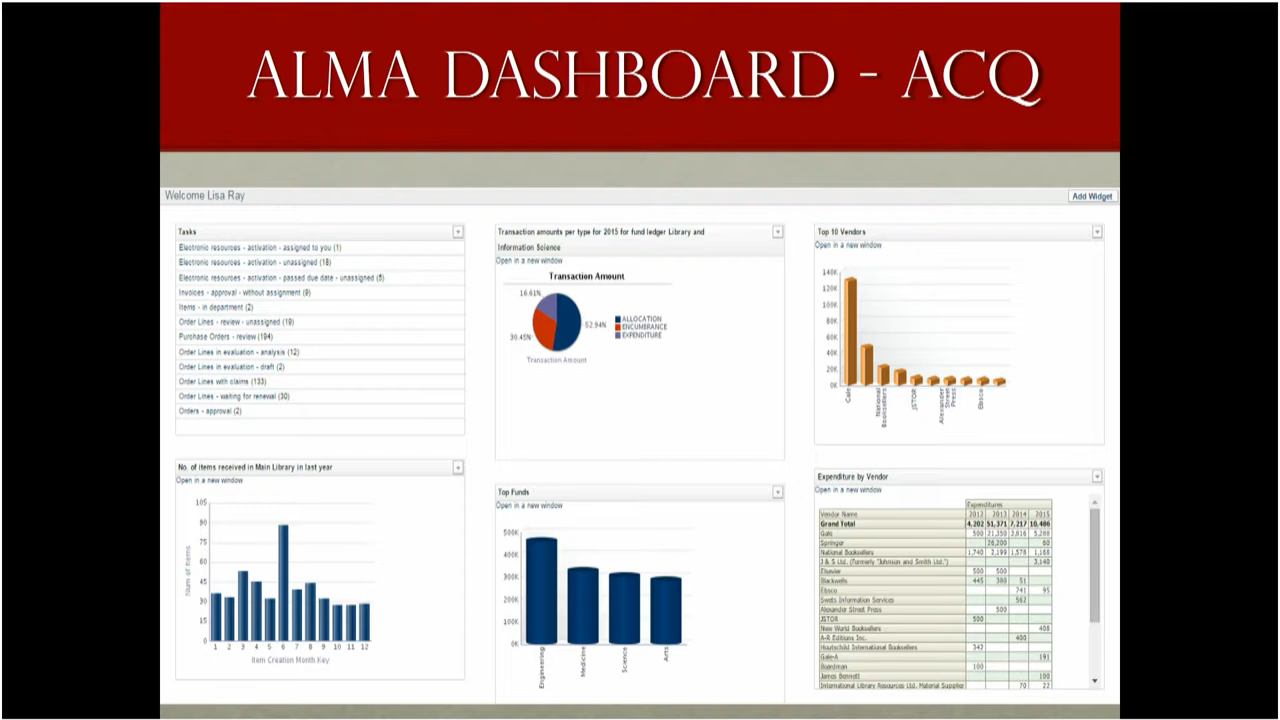 ALMA DASHBOARD - ACQ
Welcome Lisa Ray
Add Widget
Tasks
Electronic resources - activation - assigned to you (1)
Electronic resources - activation - unassigned (18)
Electronic resources - activation - passed due date - unassigned (5)
Invoices - approval - without assignment (9)
Items - in department (2)
Order Lines - review - unassigned (19)
Purchase Orders - review (194)
Order Lines in evaluation - analysis (12)
Order Lines in evaluation - draft (2)
Order Lines with claims (133)
Order Lines - waiting for renewal (30)
Orders - approval (2)
Transaction amounts per type for 2015 for fund ledger Library and
Information Science
Open in a new window
Transaction Amount
16.61%
52.94%
30.45%
ALLOCATION
ENCUMBRANCE
EXPENDITURE
Transaction Amount
Top 10 Vendors
Open in a new window
140K
120K
100K
80K
60K
40K
20K
0K
Gale
National Booksellers
JSTOR
Alexander Street Press
Ebsco
No. of items received in Main Library in last year
Open in a new window
Num of Items
105
90
75
60
45
30
15
0
1 2 3 4 5 6 7 8 9 10 11 12
Item Creation Month Key
Top Funds
Open in a new window
500K
400K
300K
200K
100K
0K
Engineering
Medicine
Science
Arts
Expenditure by Vendor
Open in a new window
Expenditures
Vendor Name 2012 2013 2014 2015
Grand Total 4,202 51,371 7,217 10,486
Gale 500 21,350 3,816 5,288
Springer 26,200 60
National Booksellers 1,740 2,199 1,578 1,168
J & S Ltd. (formerly "Johnson and Smith Ltd.") 3,140
Elsevier 500 500
Blackwells 445 380 51
Ebsco 741 95
Swets Information Services 562
Alexander Street Press 500
JSTOR 500
New World Booksellers 408
A-R Editions Inc. 400
Houtschild International Booksellers 342
Gale-A 191
Boardman 100
James Bennett 100
International Library Resources Ltd. Material Supplier 70 22